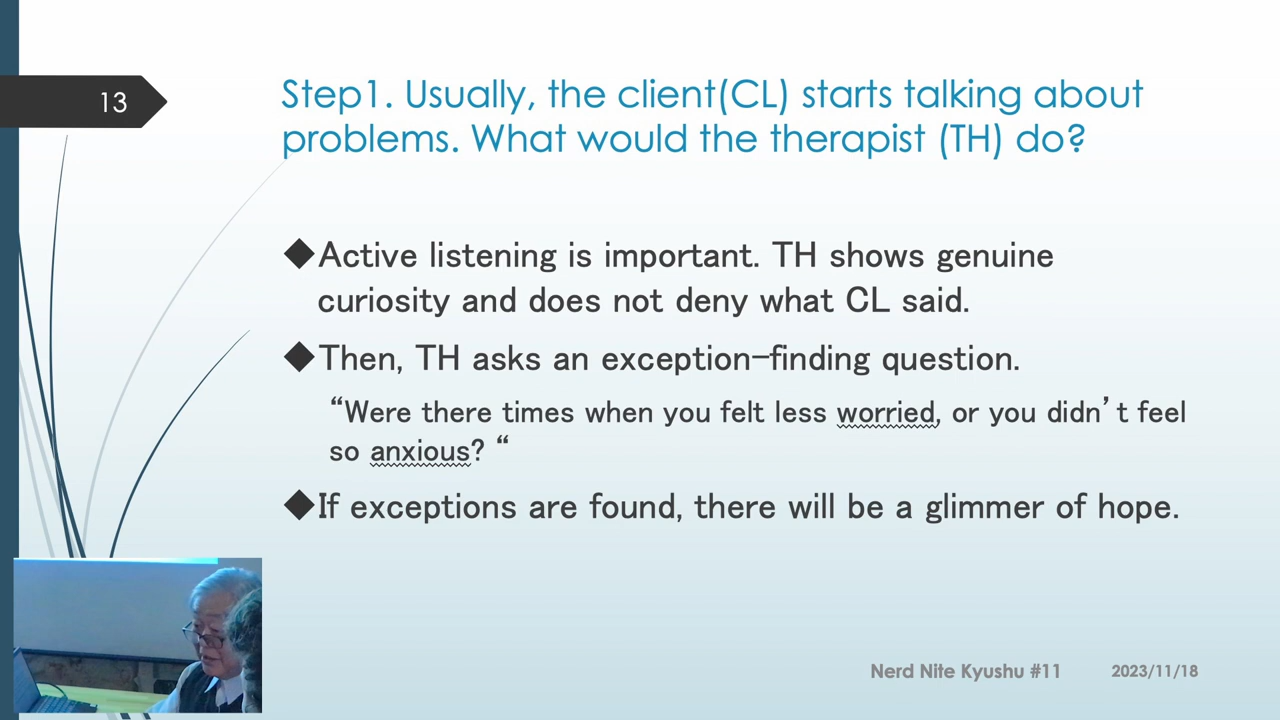 13
Step1. Usually, the client(CL) starts talking about
problems. What would the therapist (TH) do?
◆Active listening is important. TH shows genuine
curiosity and does not deny what CL said.
◆Then, TH asks an exception-finding question.
“Were there times when you felt less worried, or you didn’t feel
so anxious? “
◆If exceptions are found, there will be a glimmer of hope.
Nerd Nite Kyushu #11 2023/11/18